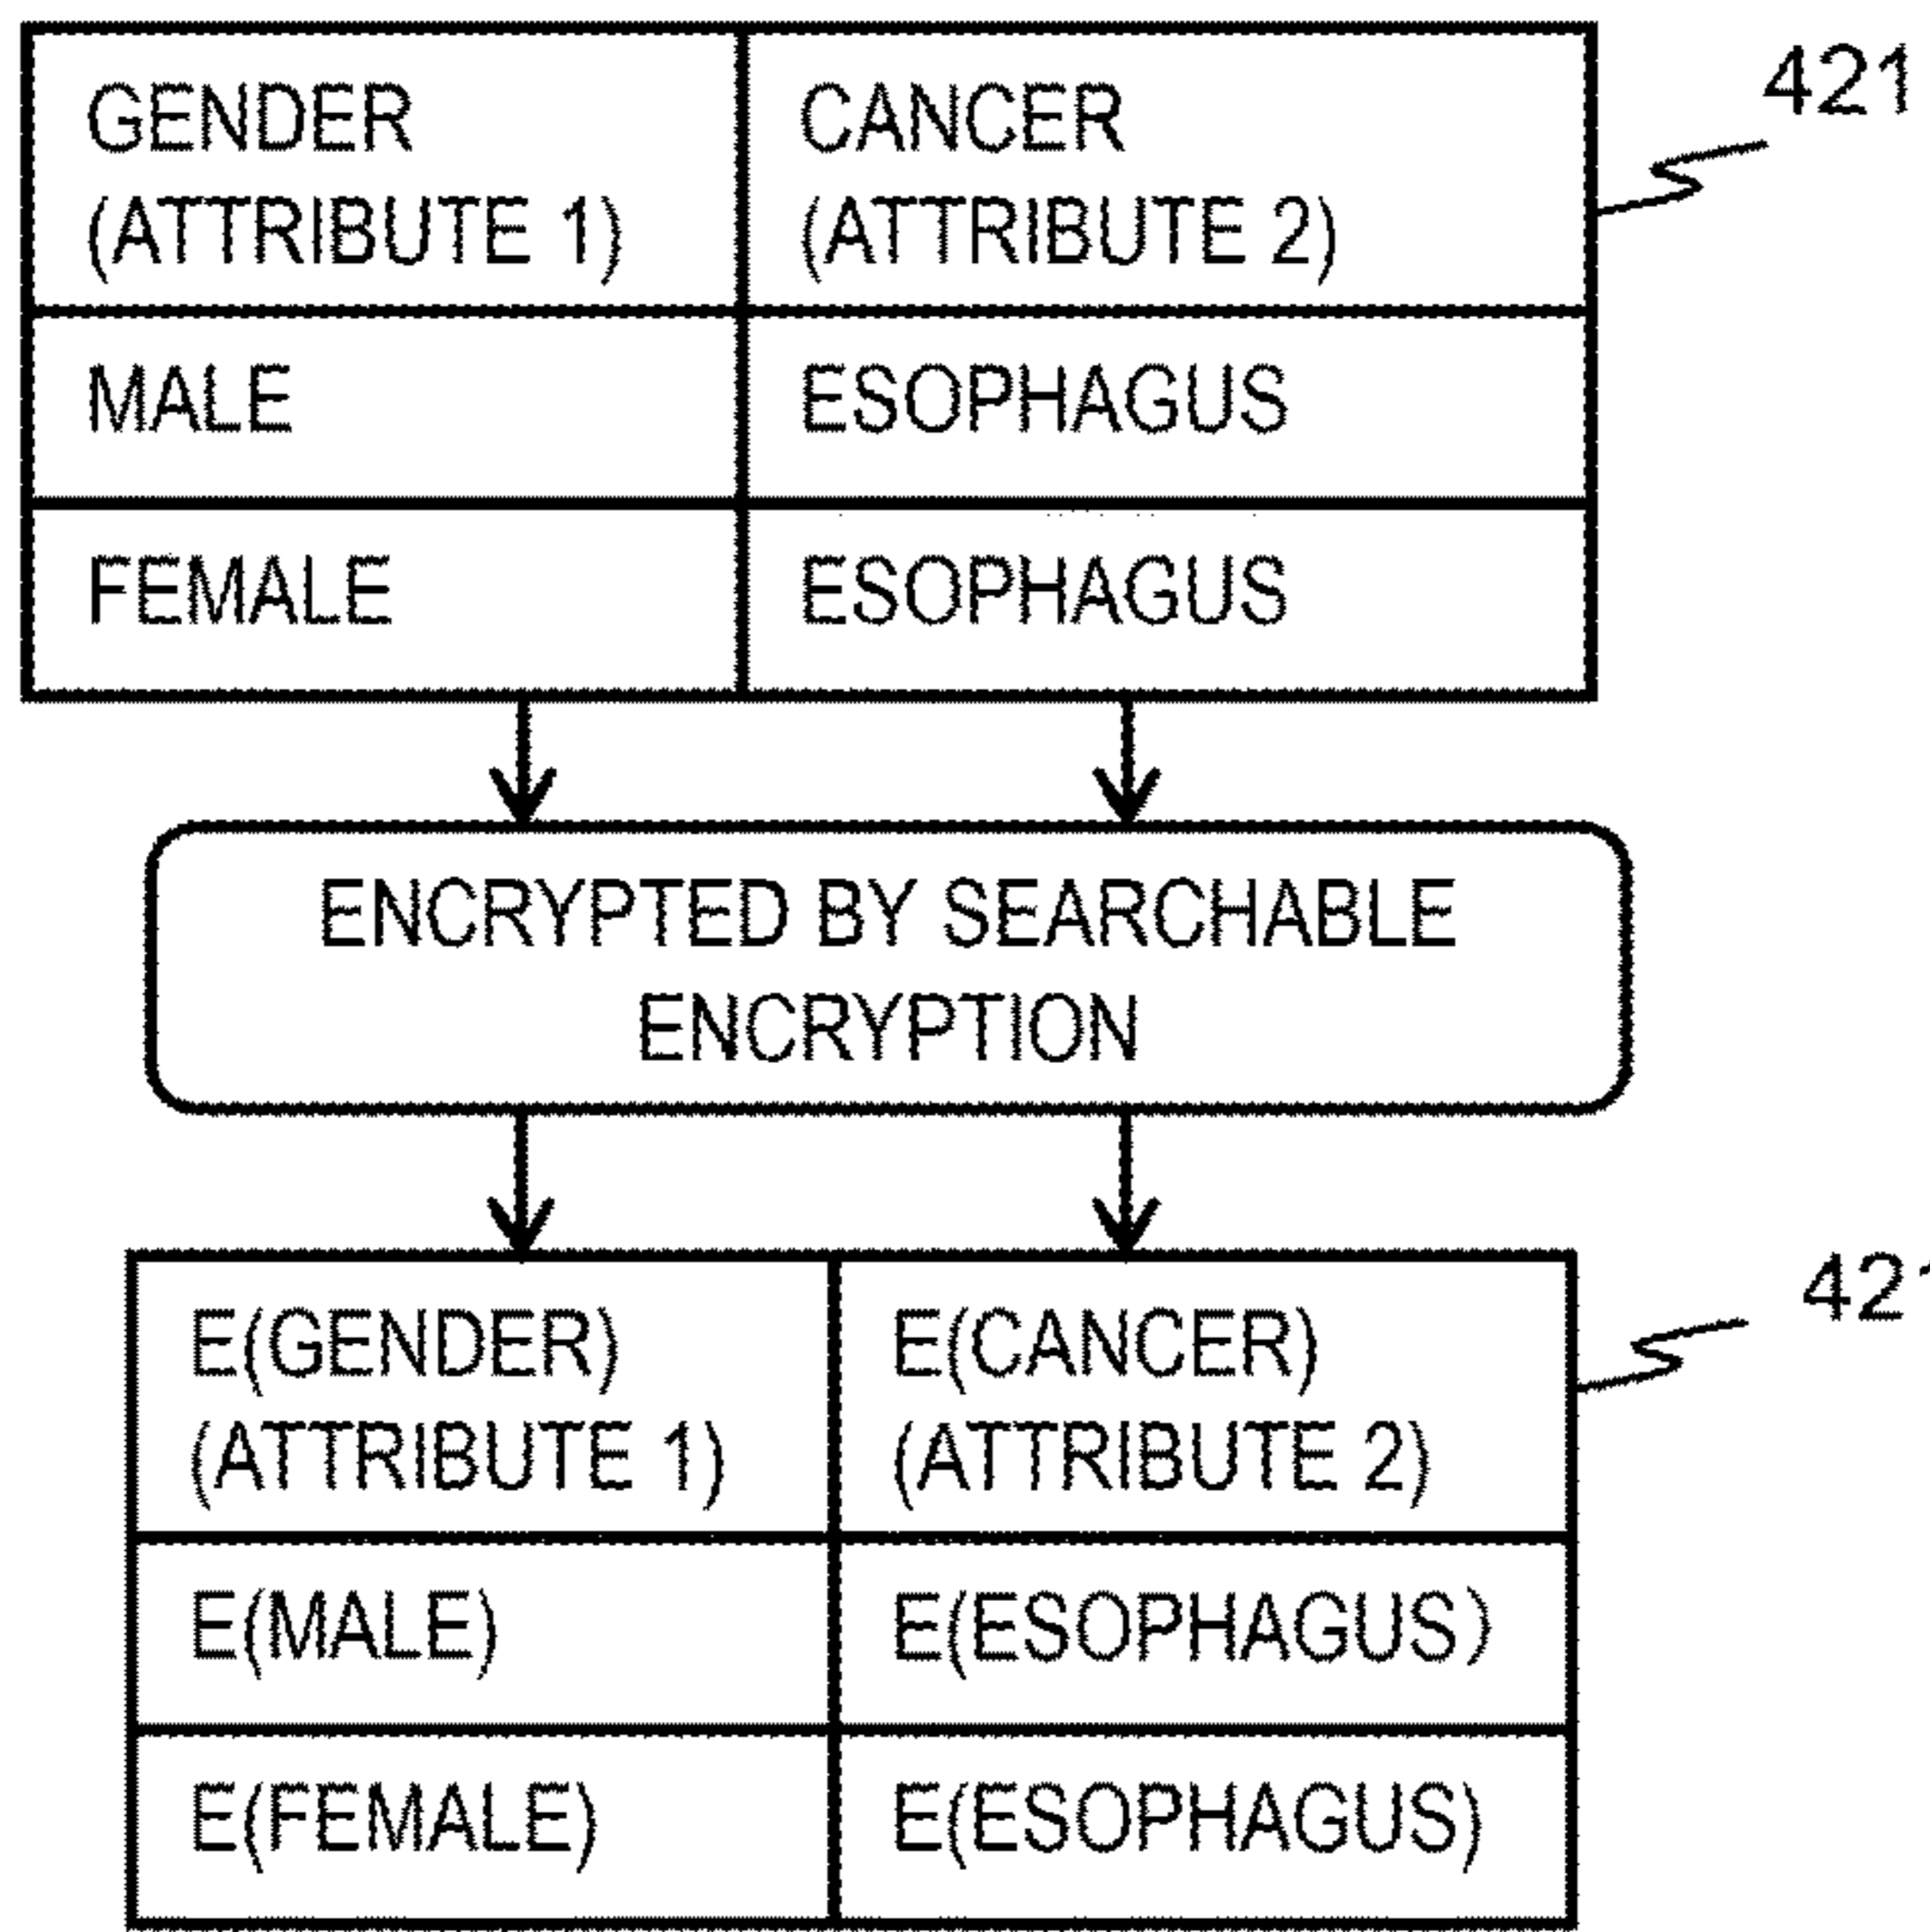 GENDER
(ATTRIBUTE 1)
CANCER
(ATTRIBUTE 2)
421
MALE
ESOPHAGUS
FEMALE
ESOPHAGUS
ENCRYPTED BY SEARCHABLE
ENCRYPTION
E(GENDER)
(ATTRIBUTE 1)
E(CANCER)
(ATTRIBUTE 2)
E(MALE)
E(ESOPHAGUS)
E(FEMALE)
E(ESOPHAGUS)